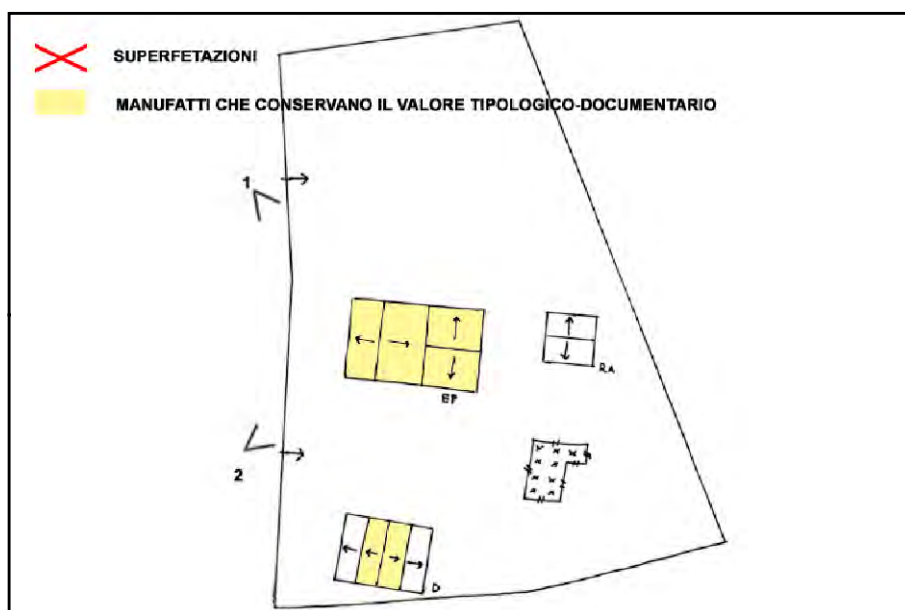 SUPERFETAZIONI
MANUFATTI CHE CONSERVANO IL VALORE TIPOLOGICO-DOCUMENTARIO
1
RA
EP
2
D